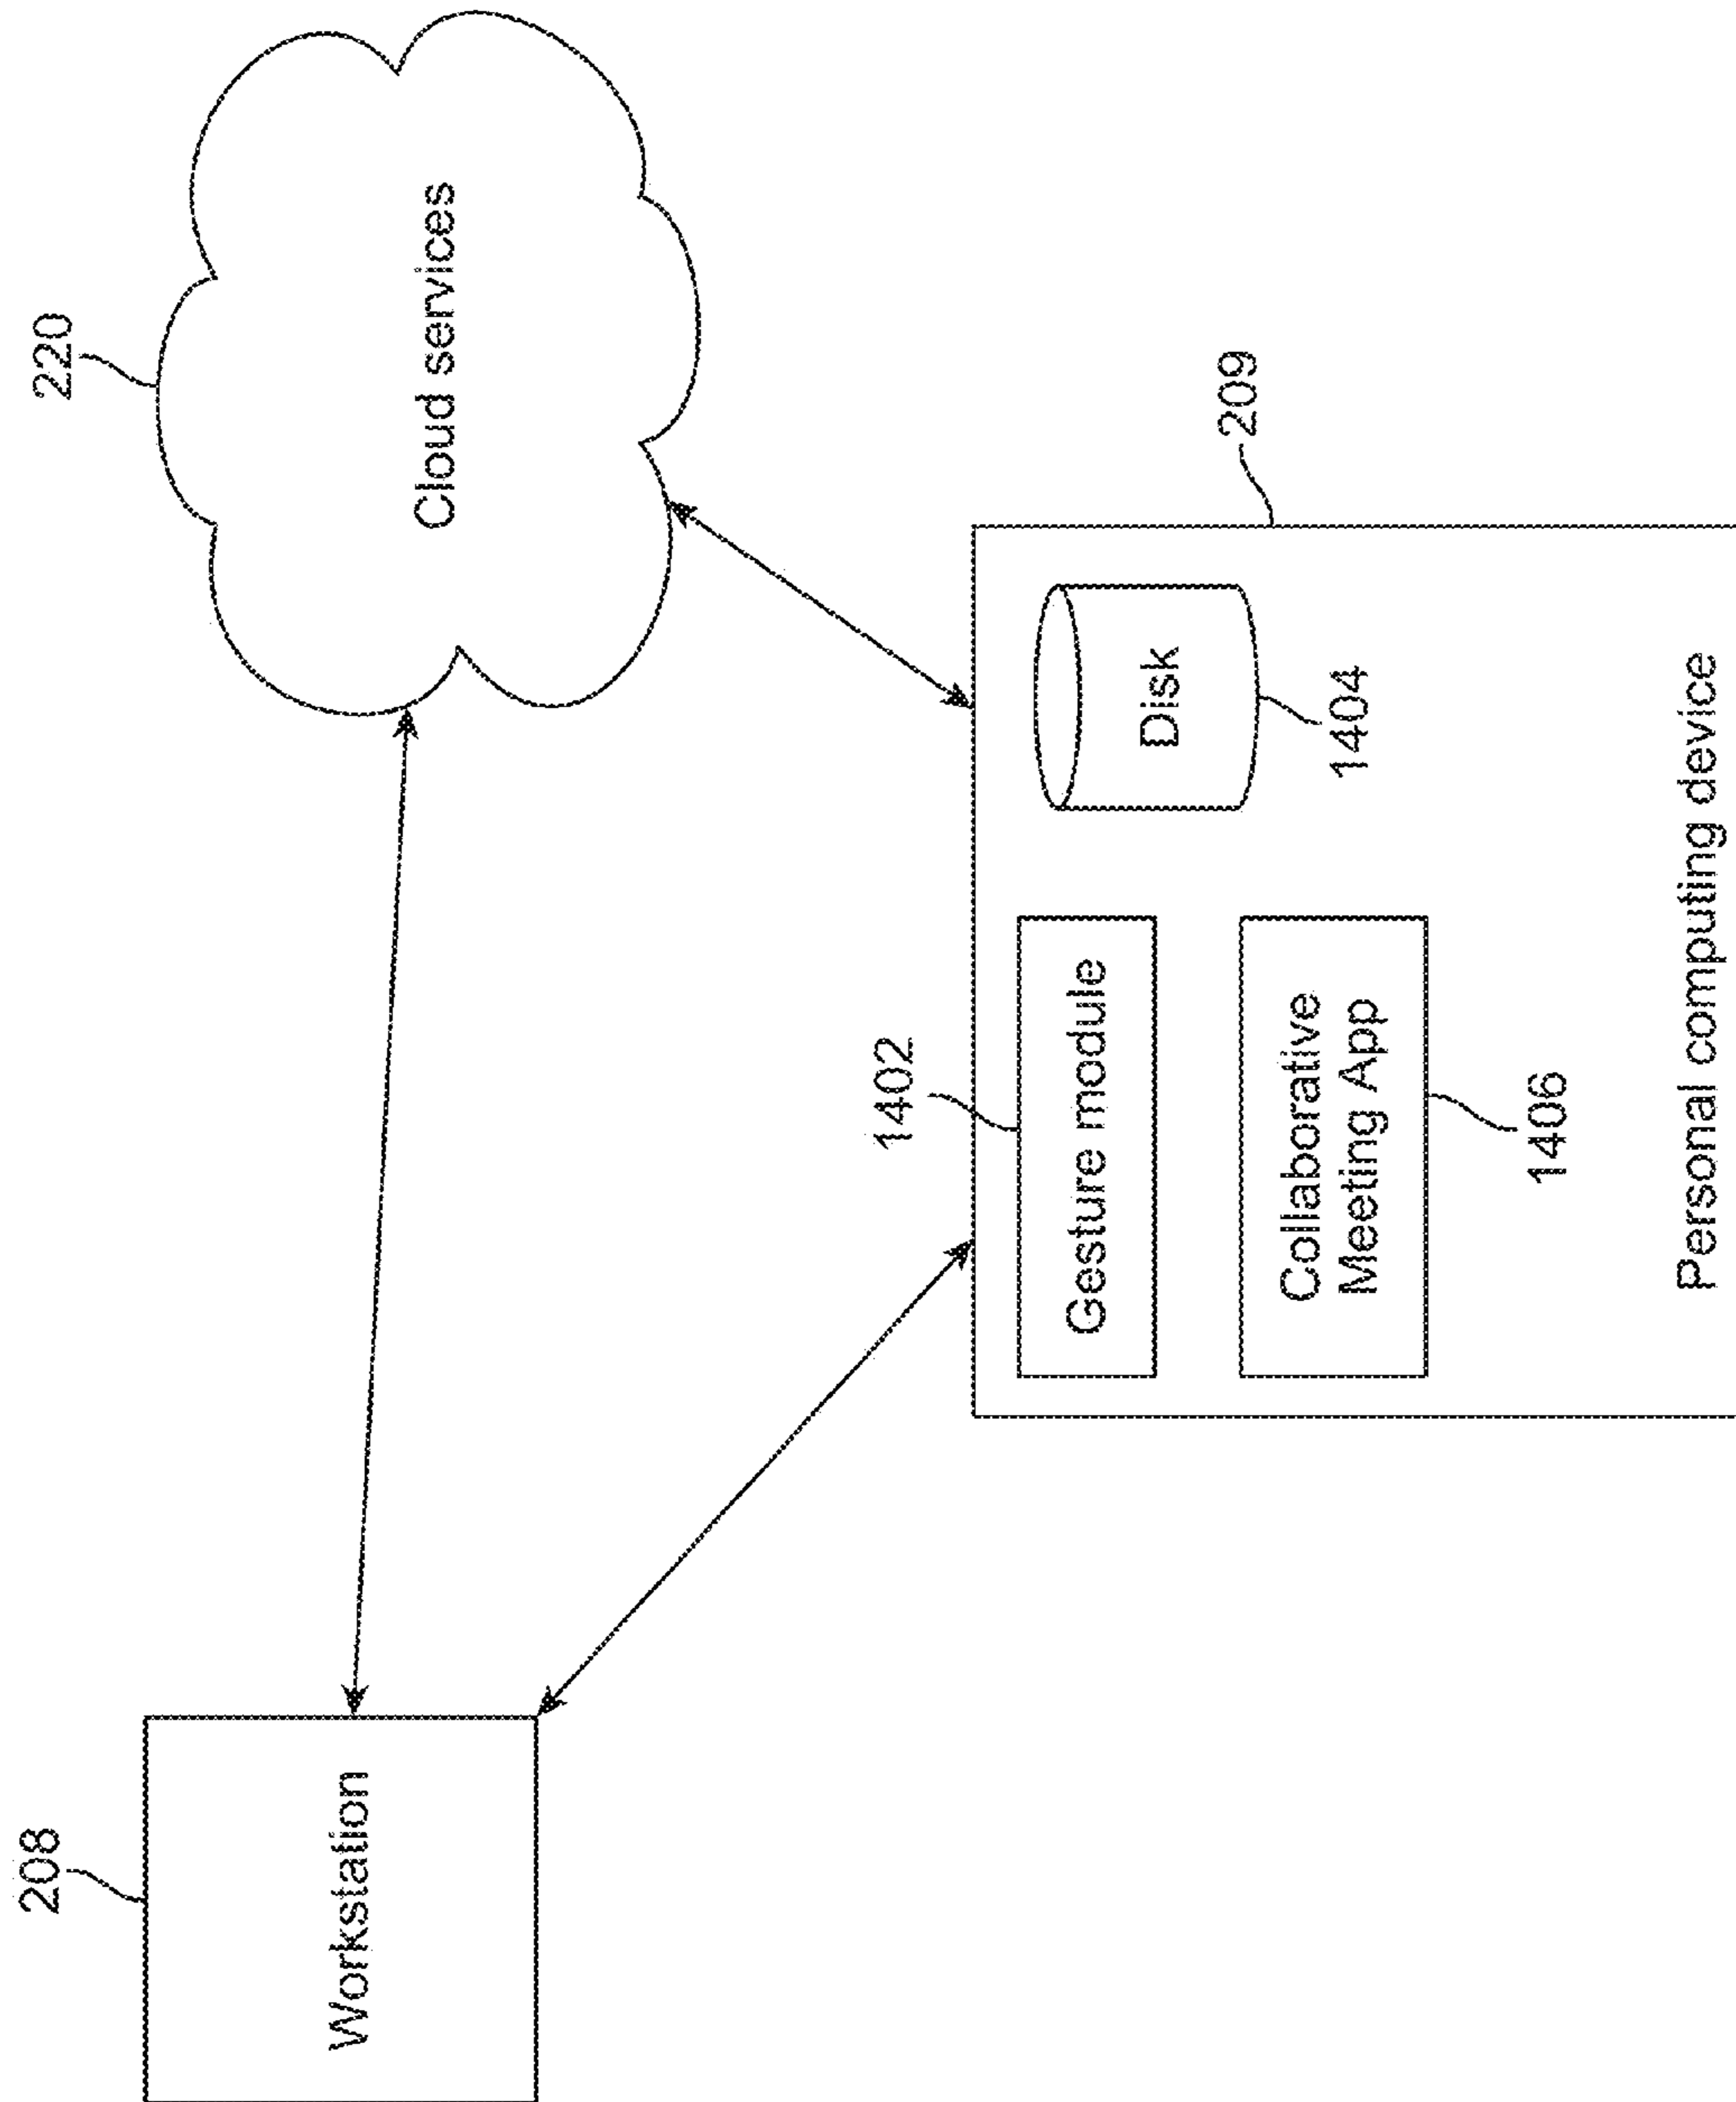 208
Workstation
220
Cloud services
209
1402
Gesture module
Disk
1404
Collaborative
Meeting App
1406
Personal computing device